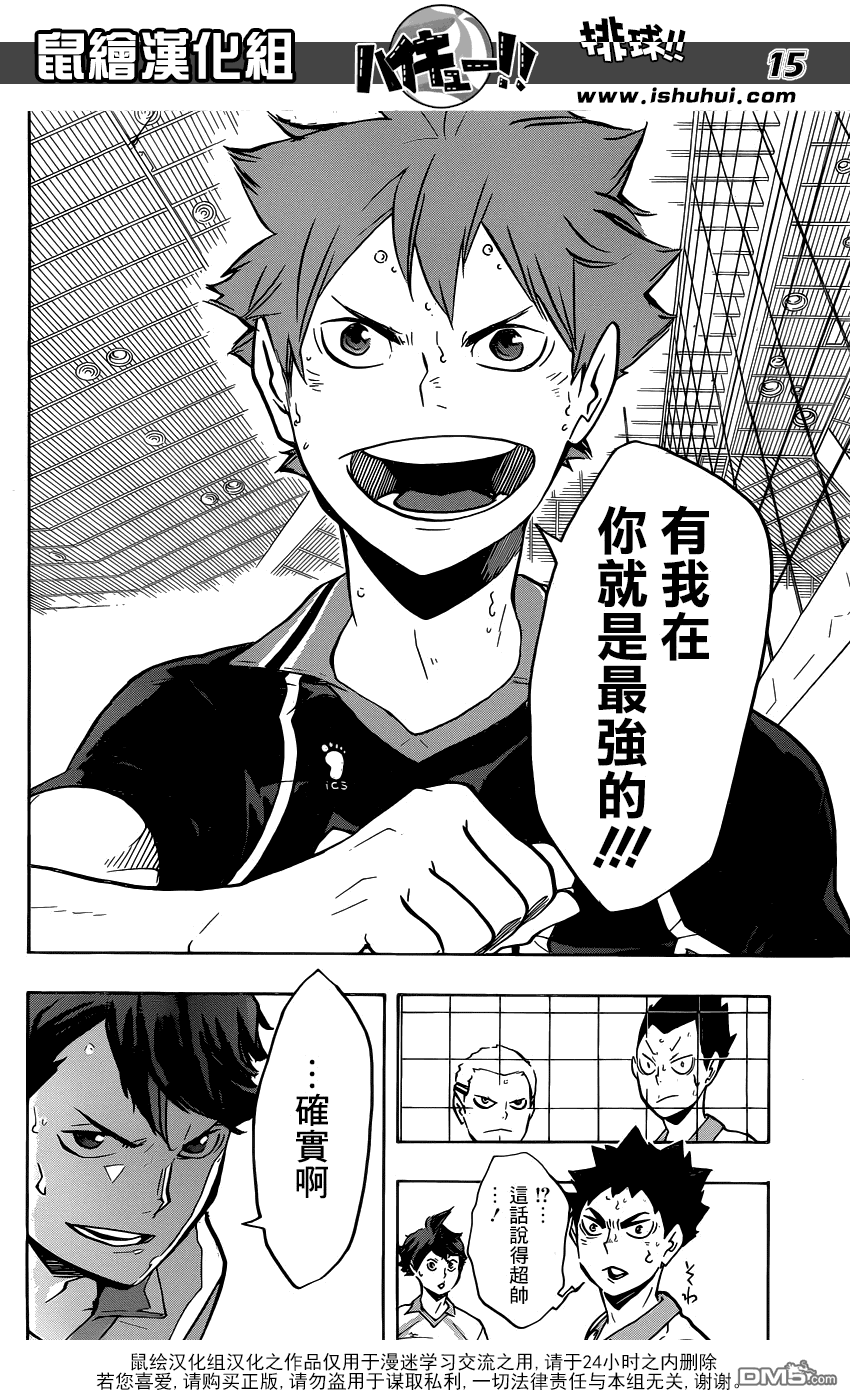 鼠繪漢化組
ハイキュー!!
排球!!
15
www.ishuhui.com
有我在
你就是最強的!!!
ics
…確實啊
!?…
這話說得超帥
…!
そわ
鼠绘汉化组汉化之作品仅用于漫迷学习交流之用, 请于24小时之内删除
若您喜爱, 请购买正版, 请勿盗用于谋取私利, 一切法律责任与本组无关, 谢谢。
DM5.com